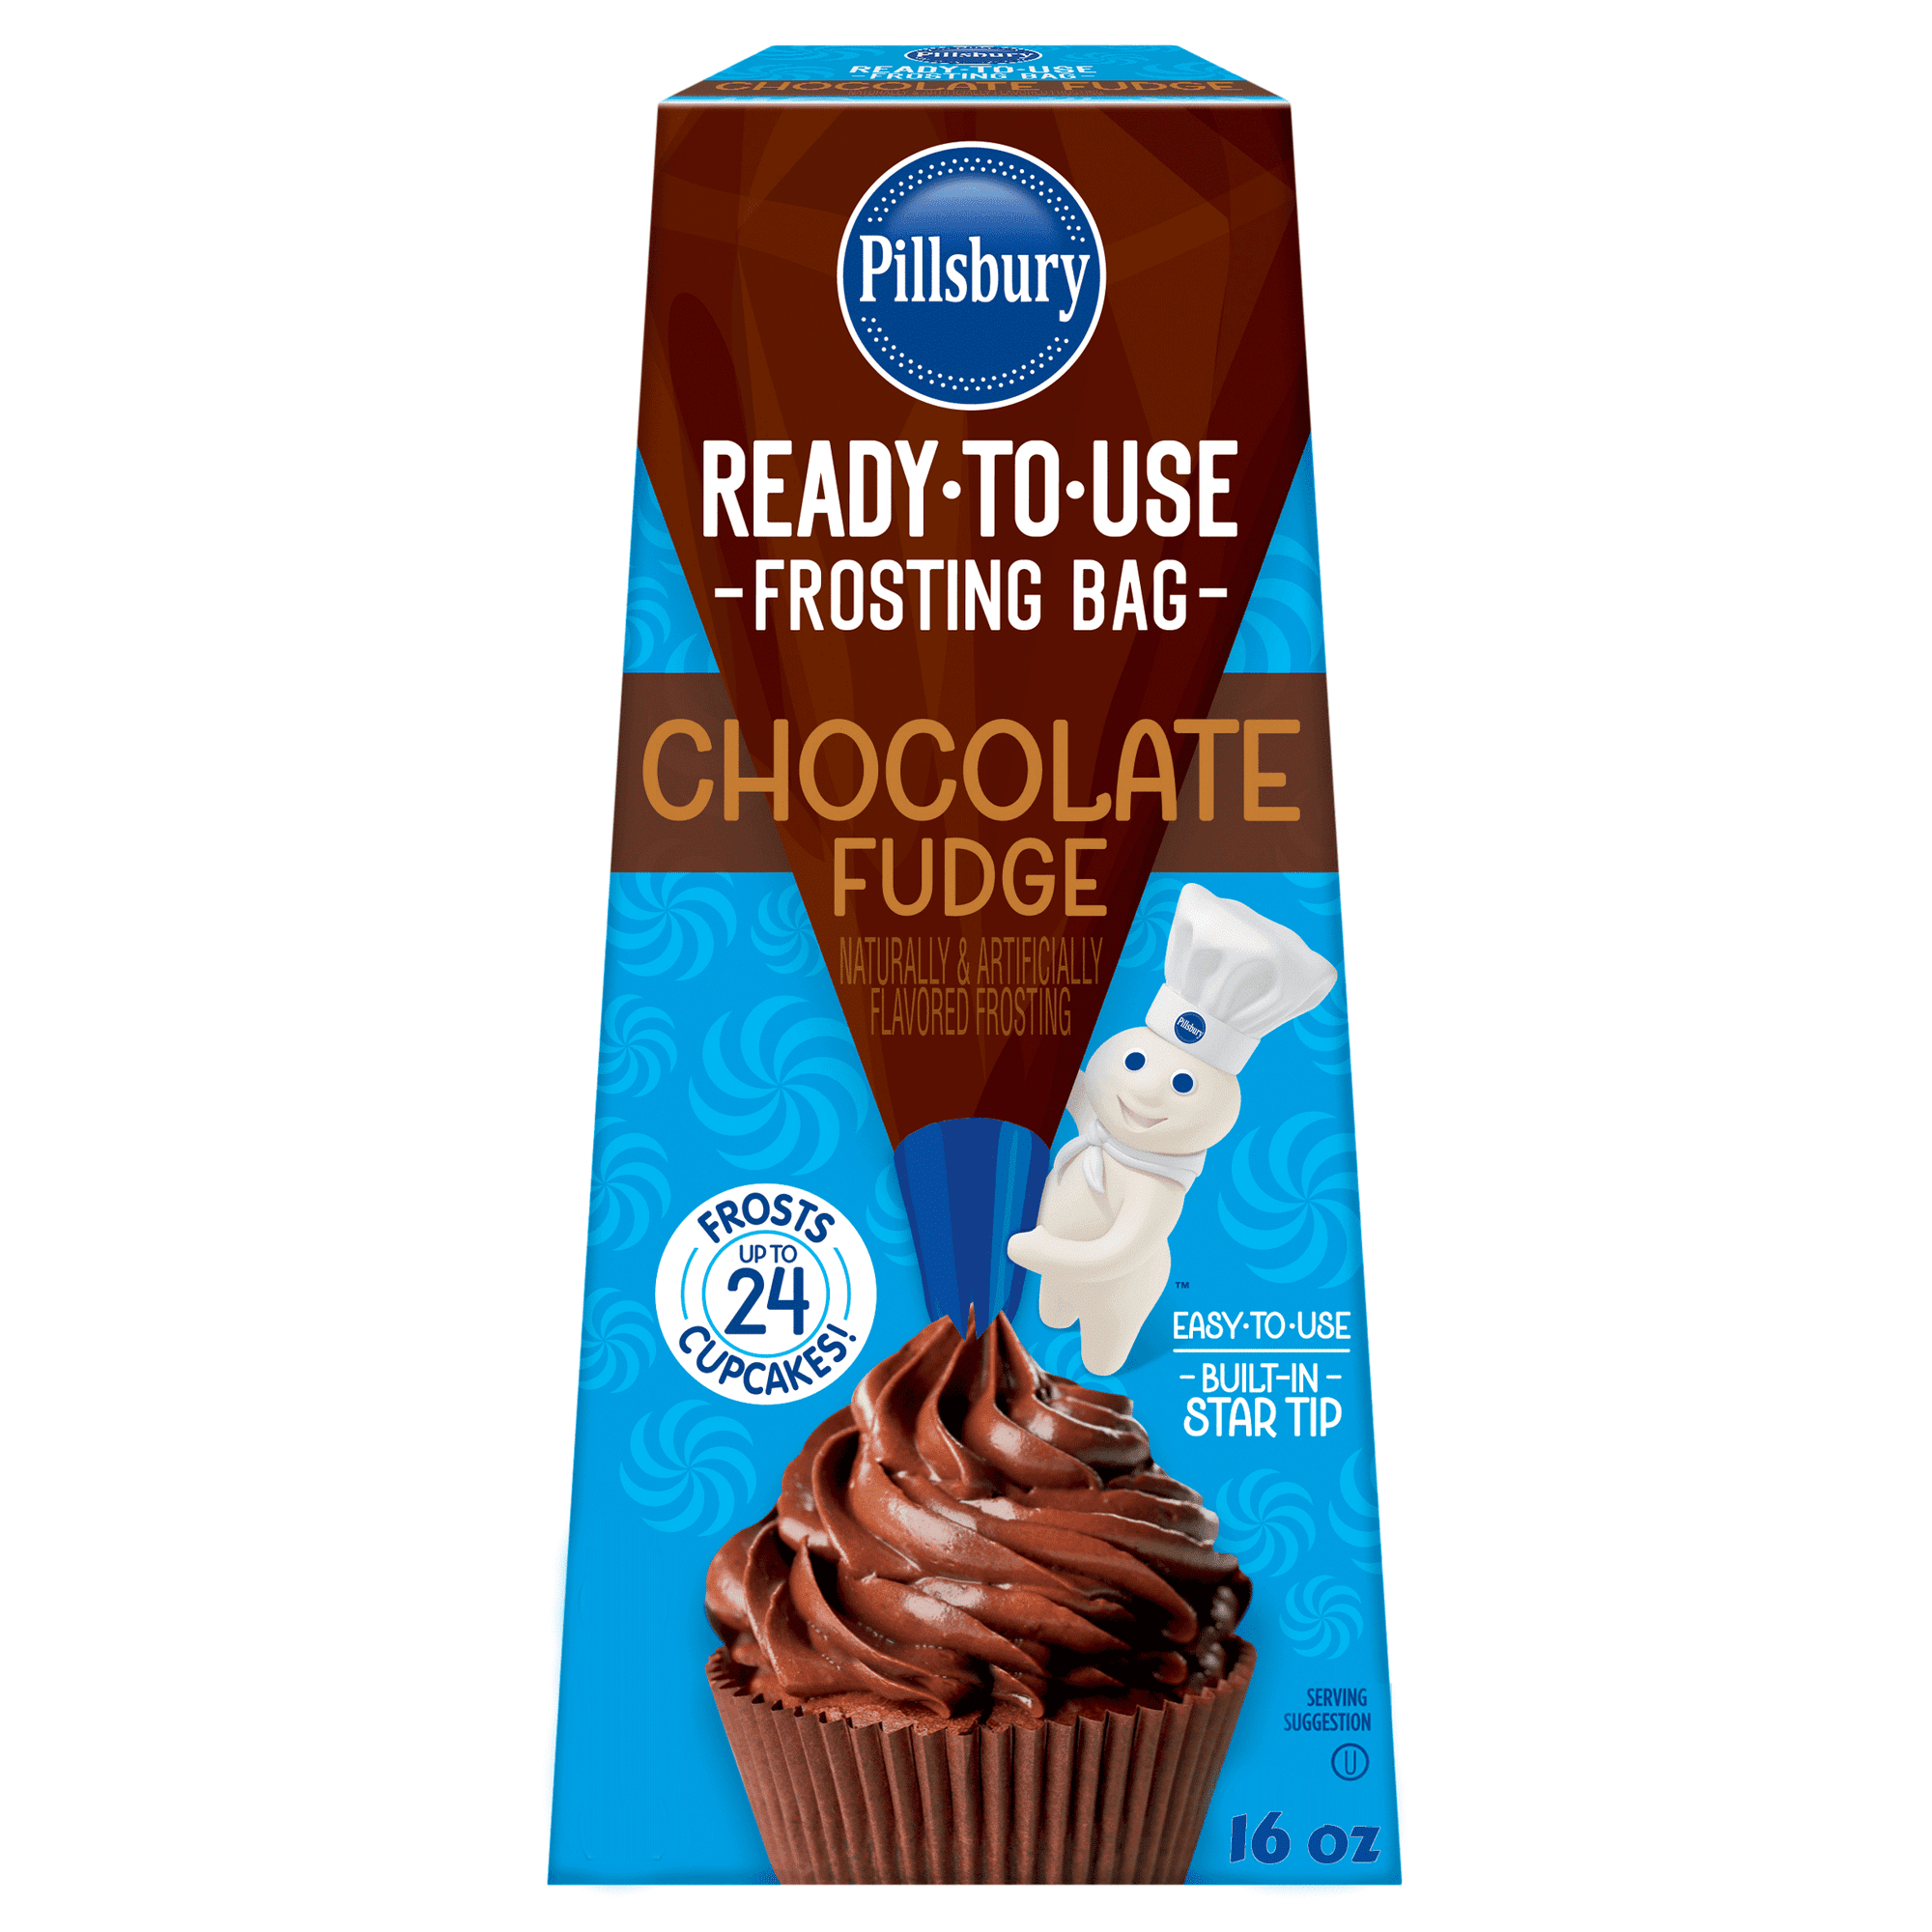 Pillsbury
READY·TO·USE
-FROSTING BAG-
CHOCOLATE FUDGE
Pillsbury
READY·TO·USE
-FROSTING BAG-
CHOCOLATE
FUDGE
NATURALLY & ARTIFICIALLY
FLAVORED FROSTING
Pillsbury
™
FROSTS
UP TO
24
CUPCAKES!
EASY·TO·USE
-BUILT-IN-
STAR TIP
SERVING
SUGGESTION
U
16 oz